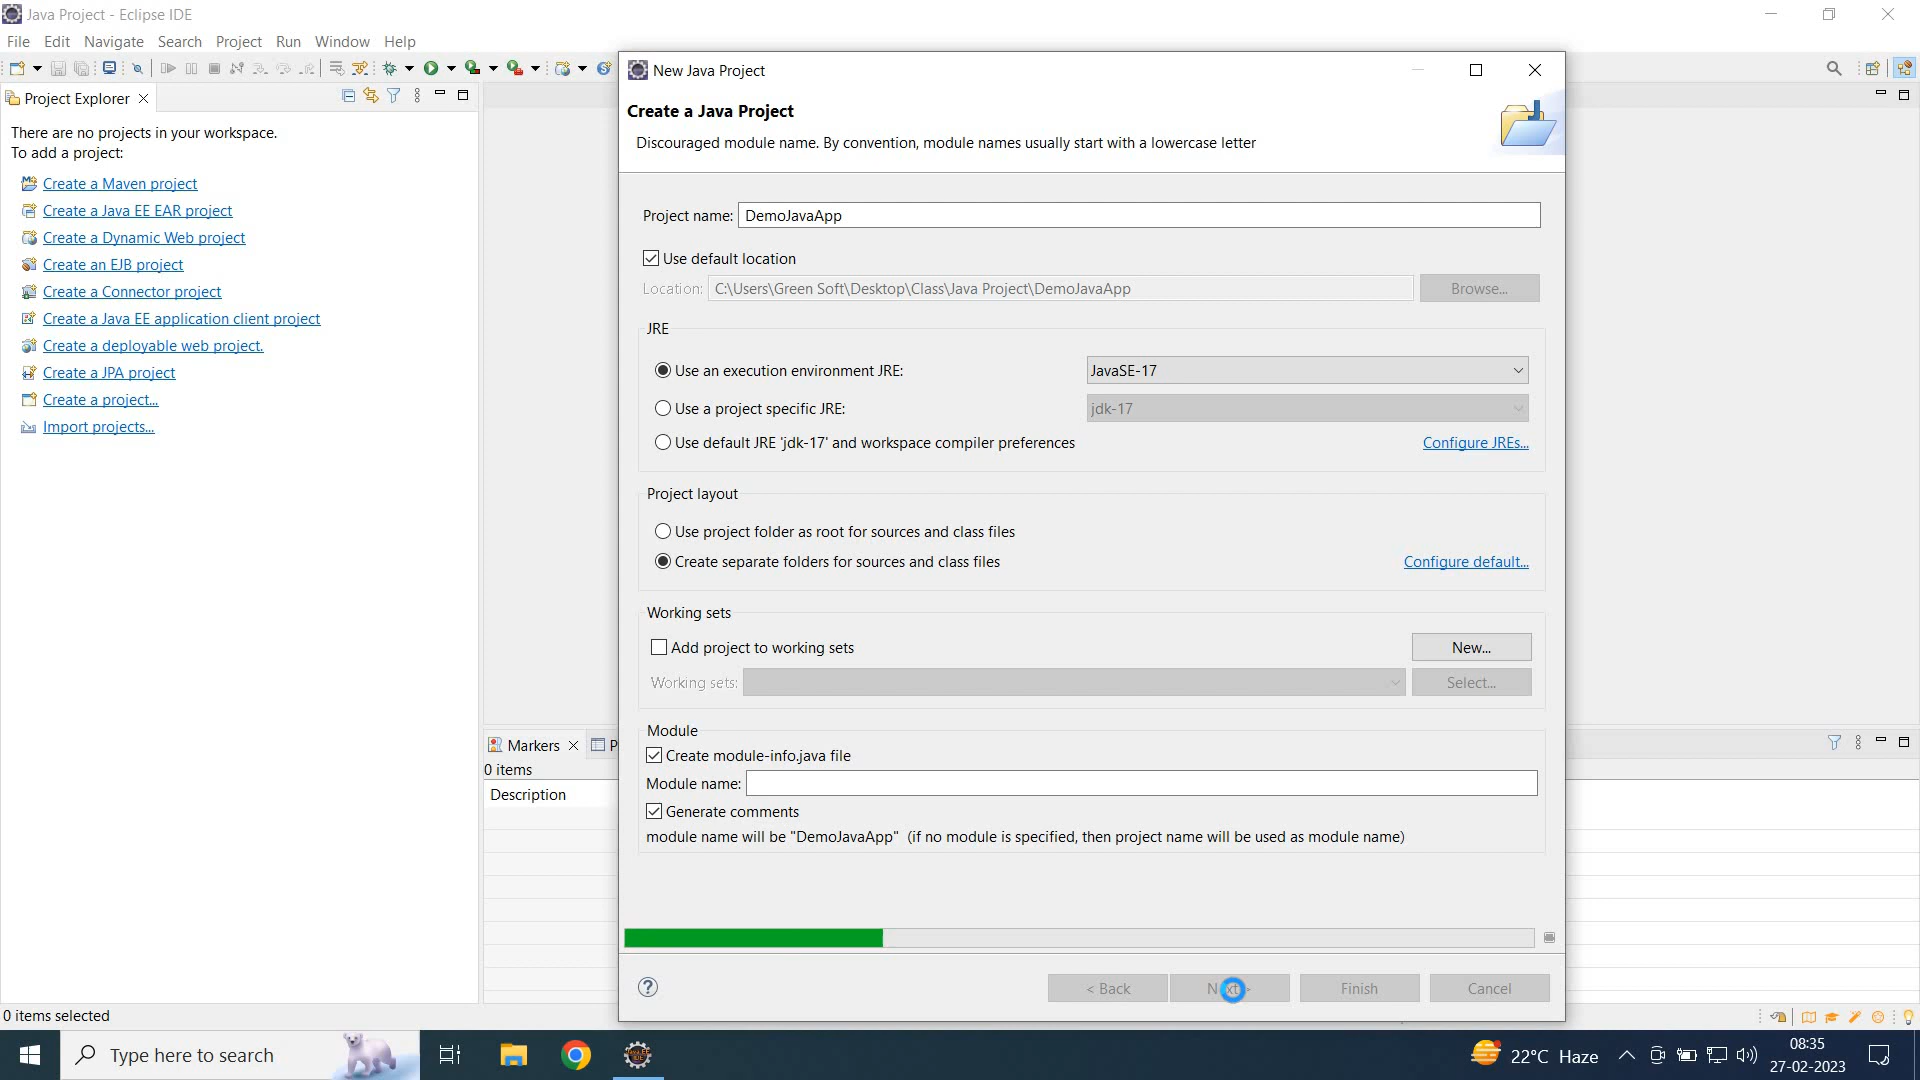 Java Project - Eclipse IDE
File Edit Navigate Search Project Run Window Help
Project Explorer
There are no projects in your workspace.
To add a project:
Create a Maven project
Create a Java EE EAR project
Create a Dynamic Web project
Create an EJB project
Create a Connector project
Create a Java EE application client project
Create a deployable web project.
Create a JPA project
Create a project...
Import projects...
New Java Project
Create a Java Project
Discouraged module name. By convention, module names usually start with a lowercase letter
Project name: DemoJavaApp
Use default location
Location: C:\Users\Green Soft\Desktop\Class\Java Project\DemoJavaApp Browse...
JRE
Use an execution environment JRE: JavaSE-17
Use a project specific JRE: jdk-17
Use default JRE 'jdk-17' and workspace compiler preferences Configure JREs...
Project layout
Use project folder as root for sources and class files
Create separate folders for sources and class files Configure default...
Working sets
Add project to working sets New...
Working sets: Select...
Module
Create module-info.java file
Module name:
Generate comments
module name will be "DemoJavaApp" (if no module is specified, then project name will be used as module name)
< Back Next > Finish Cancel
Markers P
0 items
Description
0 items selected
Type here to search
22°C Haze
08:35
27-02-2023